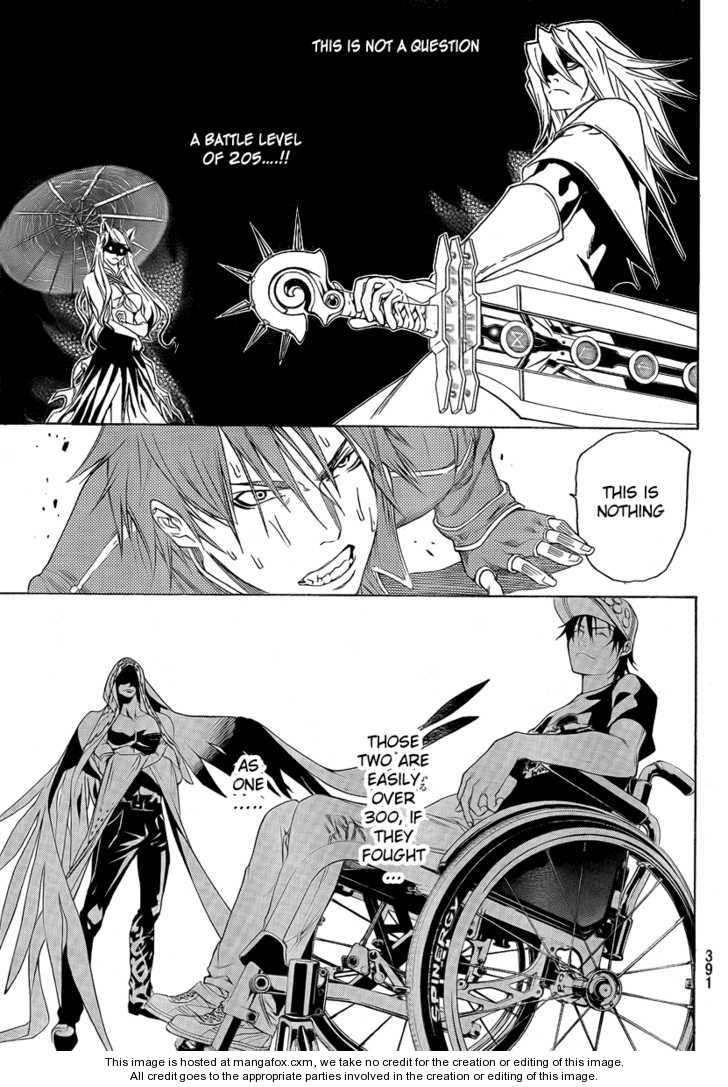 THIS IS NOT A QUESTION
A BATTLE LEVEL
OF 205....!!
THIS IS
NOTHING
THOSE
TWO ARE
EASILY
OVER
300, IF
THEY
FOUGHT
...
AS
ONE
.....
SPINERGY
391
This image is hosted at mangafox.cxm, we take no credit for the creation or editing of this image.
All credit goes to the appropriate parties involved in the creation or editing of this image.